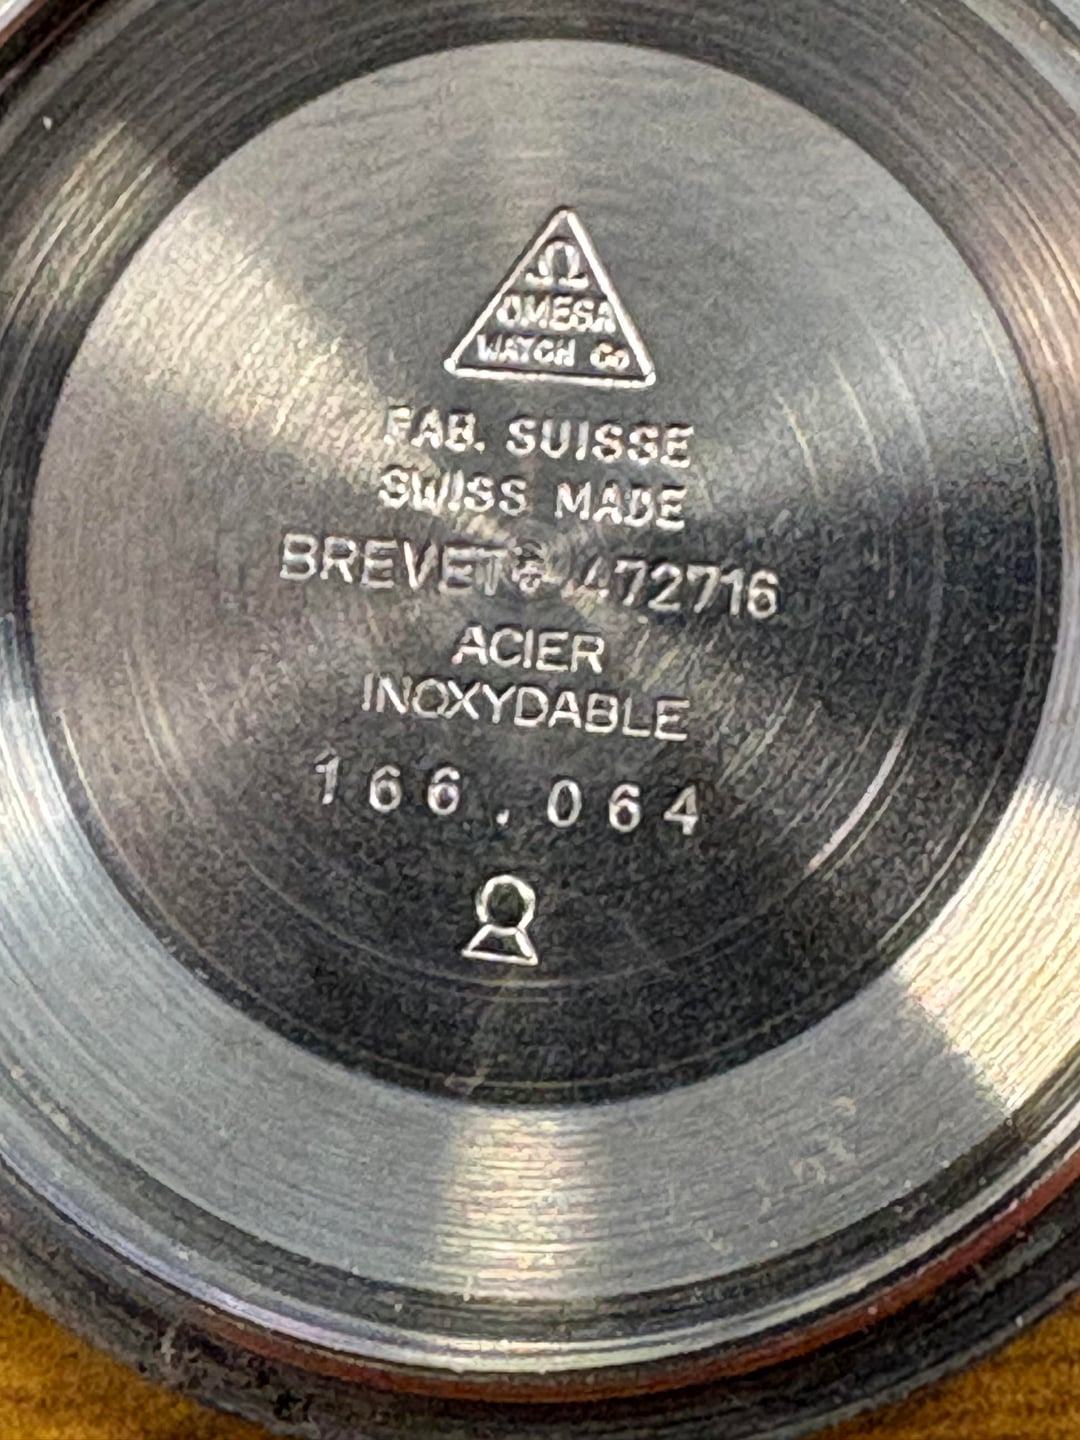 Ω
OMEGA
WATCH Co
FAB. SUISSE
SWISS MADE
BREVET⊕ 472716
ACIER
INOXYDABLE
166.064